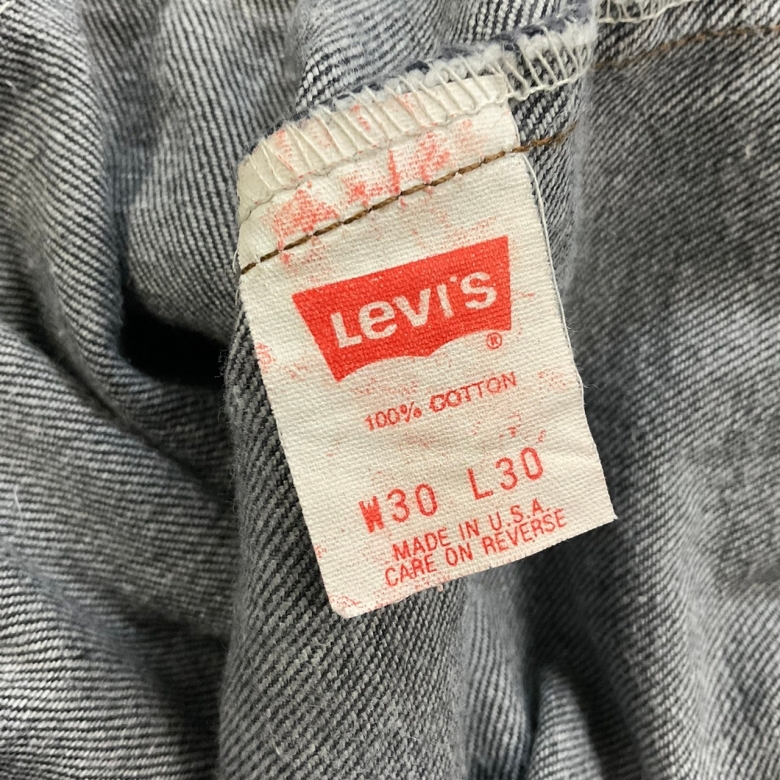 Levi's
®
100% COTTON
W30 L30
MADE IN U.S.A.
CARE ON REVERSE